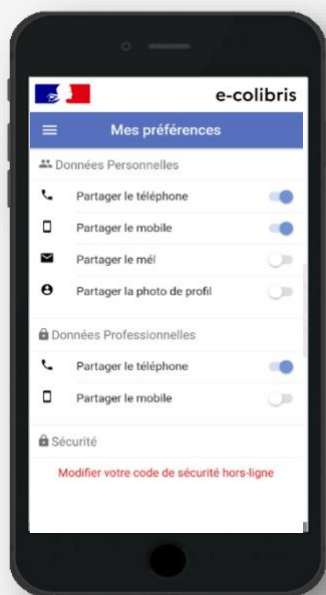 e-colibris
Mes préférences
Données Personnelles
Partager le téléphone
Partager le mobile
Partager le mél
Partager la photo de profil
Données Professionnelles
Partager le téléphone
Partager le mobile
Sécurité
Modifier votre code de sécurité hors-ligne